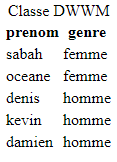 Classe DWWM
prenom genre
sabah femme
oceane femme
denis homme
kevin homme
damien homme